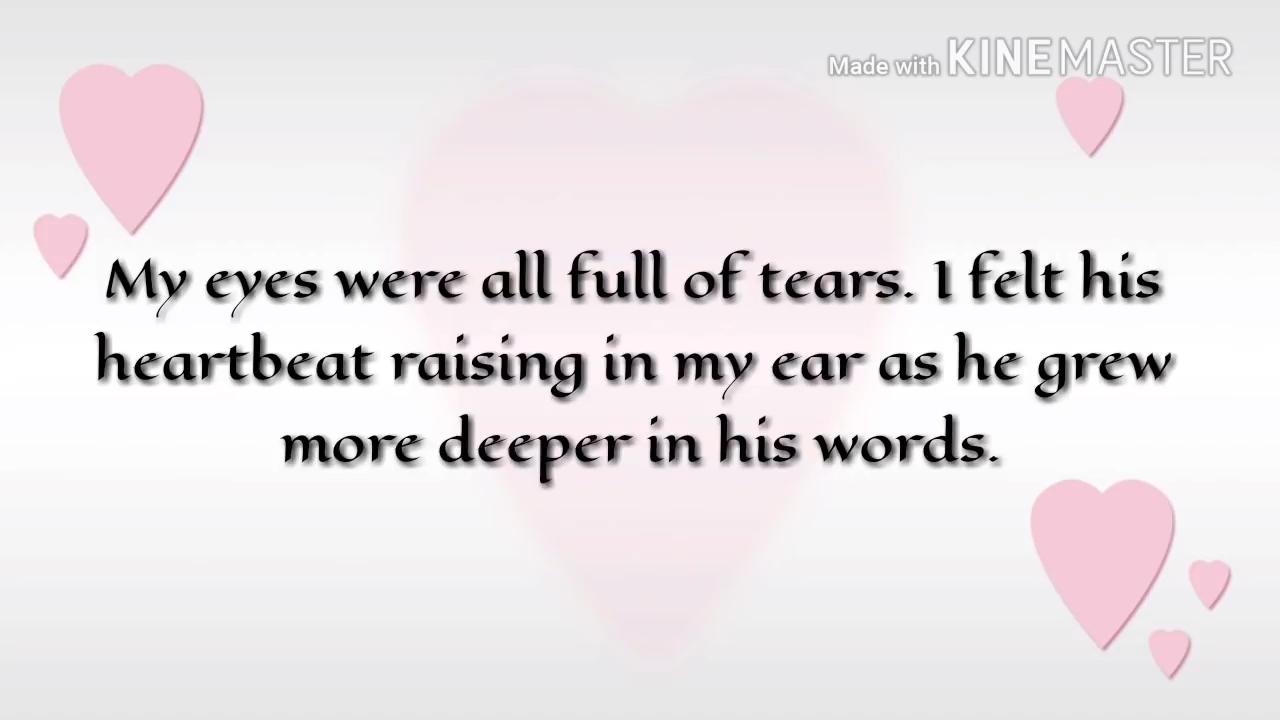 Made with KINEMASTER
My eyes were all full of tears. I felt his
heartbeat raising in my ear as he grew
more deeper in his words.